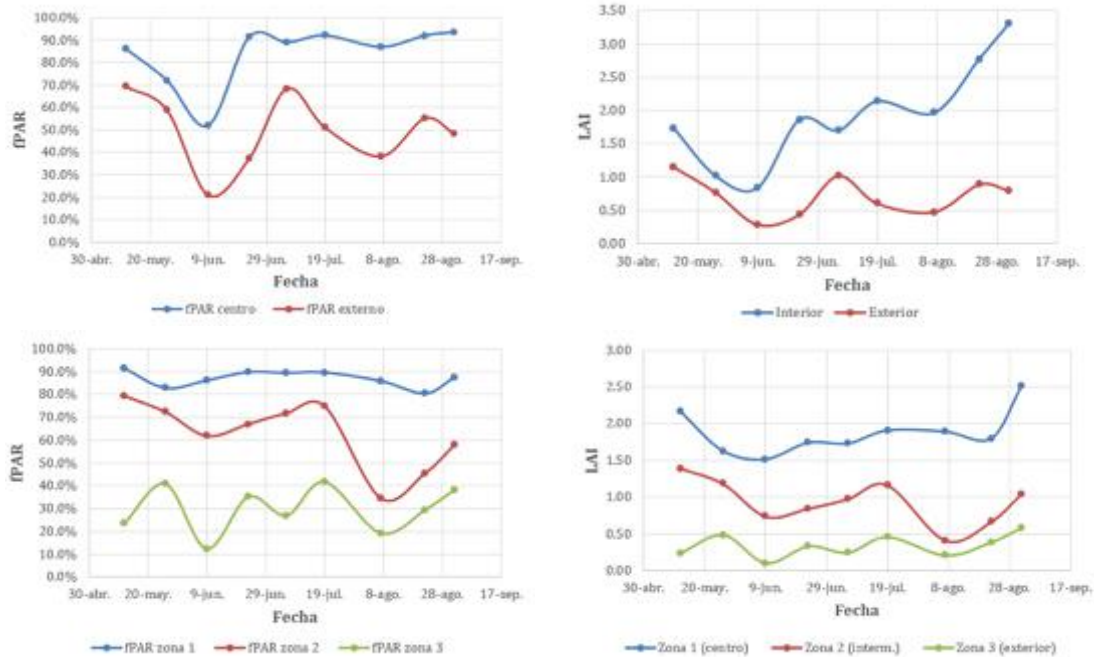 100.0%
90.0%
80.0%
70.0%
60.0%
50.0%
40.0%
30.0%
20.0%
10.0%
0.0%
fPAR
30-abr. 20-may. 9-jun. 29-jun. 19-jul. 8-ago. 28-ago. 17-sep.
Fecha
fPAR centro fPAR externo
3.50
3.00
2.50
2.00
1.50
1.00
0.50
0.00
LAI
30-abr. 20-may. 9-jun. 29-jun. 19-jul. 8-ago. 28-ago. 17-sep.
Fecha
Interior Exterior
100.0%
90.0%
80.0%
70.0%
60.0%
50.0%
40.0%
30.0%
20.0%
10.0%
0.0%
fPAR
30-abr. 20-may. 9-jun. 29-jun. 19-jul. 8-ago. 28-ago. 17-sep.
Fecha
fPAR zona 1 fPAR zona 2 fPAR zona 3
3.00
2.50
2.00
1.50
1.00
0.50
0.00
LAI
30-abr. 20-may. 9-jun. 29-jun. 19-jul. 8-ago. 28-ago. 17-sep.
Fecha
Zona 1 (centro) Zona 2 (interm.) Zona 3 (exterior)